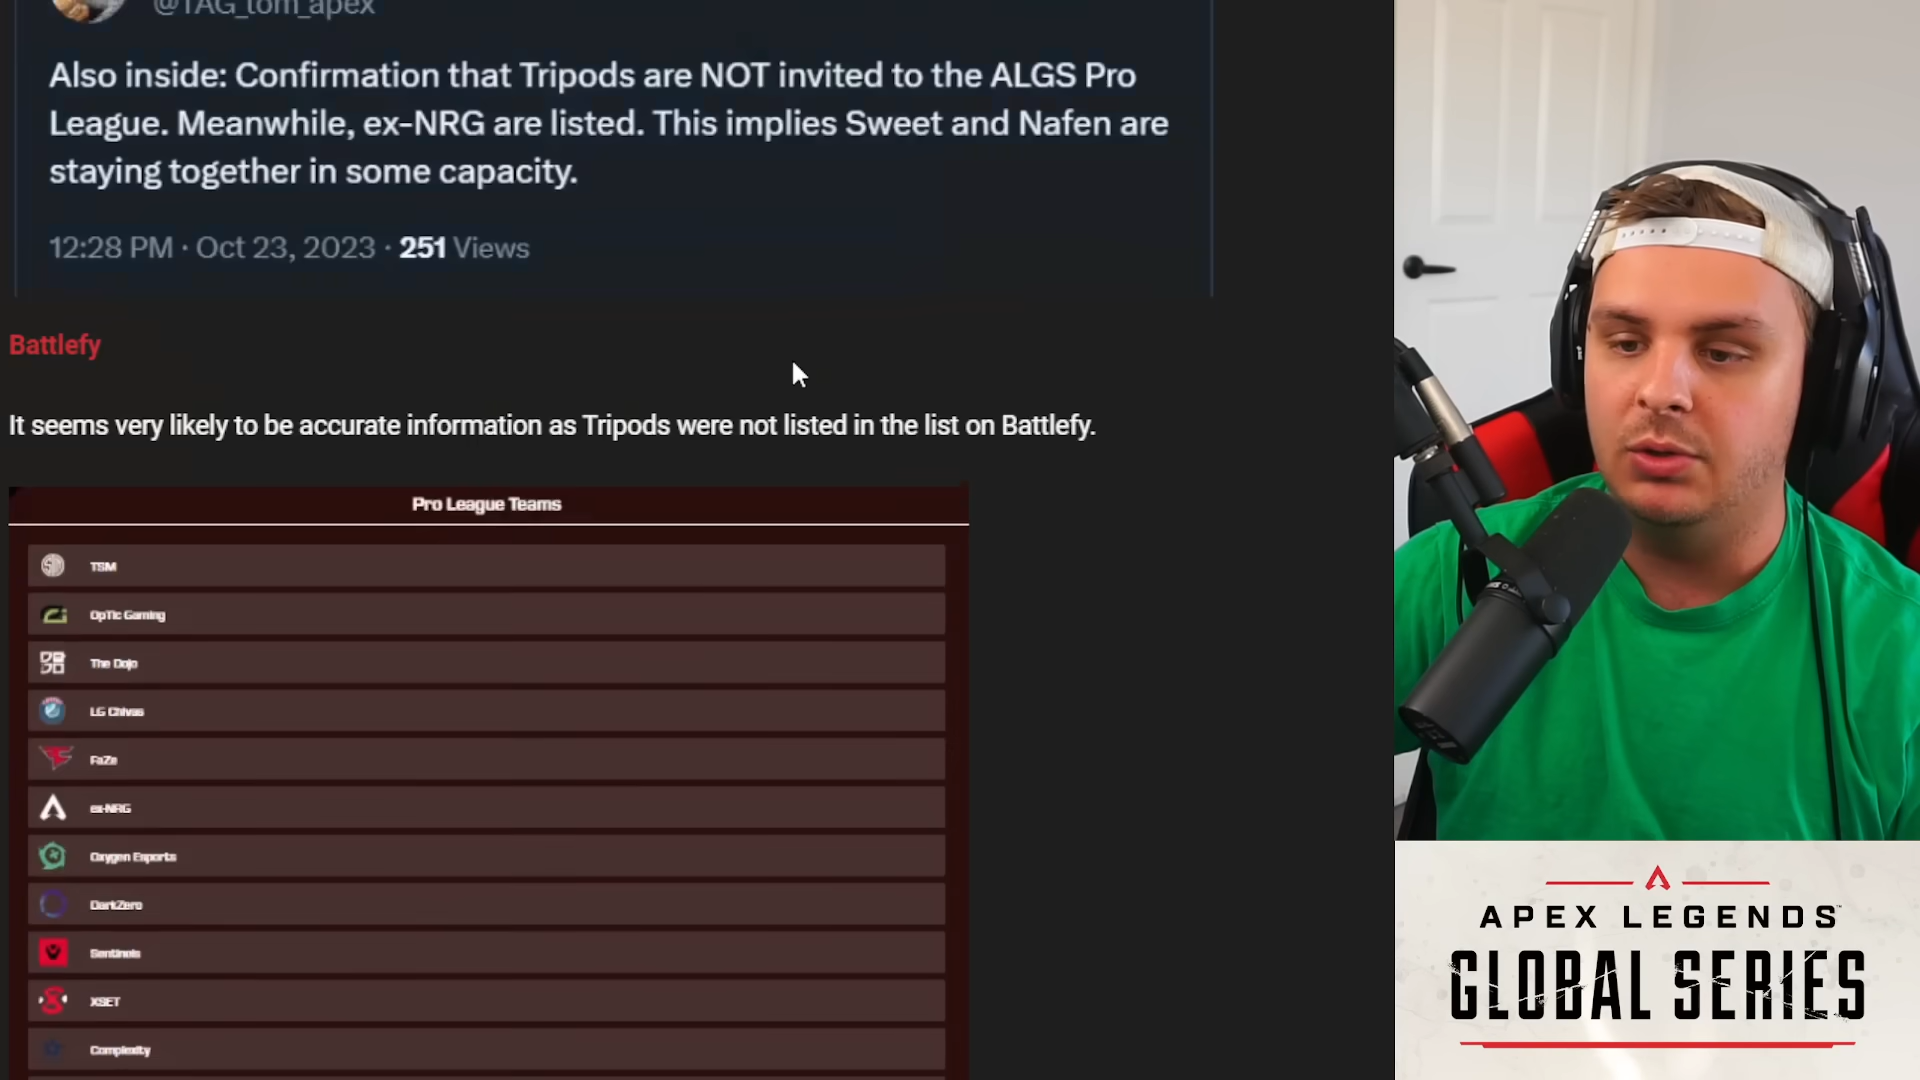 @TAG_tom_apex
Also inside: Confirmation that Tripods are NOT invited to the ALGS Pro
League. Meanwhile, ex-NRG are listed. This implies Sweet and Nafen are
staying together in some capacity.
12:28 PM · Oct 23, 2023 · 251 Views
Battlefy
It seems very likely to be accurate information as Tripods were not listed in the list on Battlefy.
Pro League Teams
TSM
OpTic Gaming
The Dojo
LG Chivas
FaZe
ex-NRG
Oxygen Esports
DarkZero
Sentinels
XSET
Complexity
APEX LEGENDS™
GLOBAL SERIES